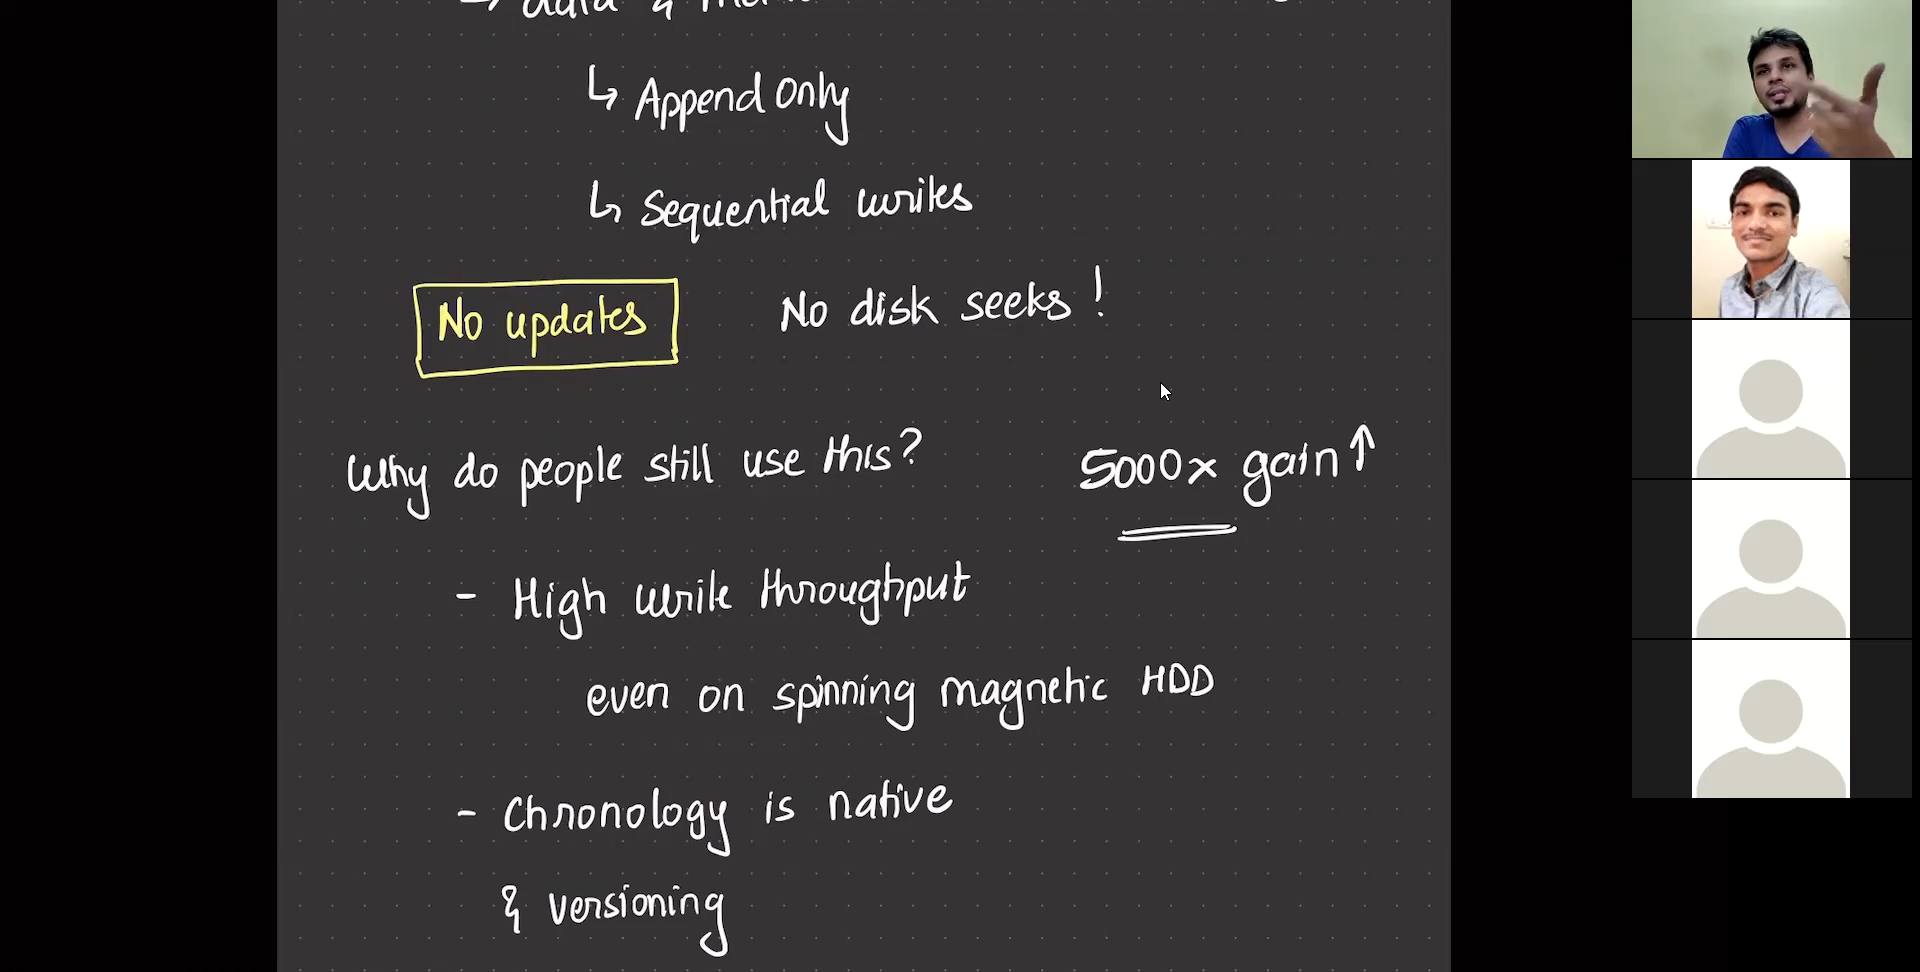 → data &
↳ Append Only
↳ Sequential writes
No updates
No disk seeks!
Why do people still use this?
5000x gain ↑
- High write throughput
even on spinning magnetic HDD
- Chronology is native
& versioning